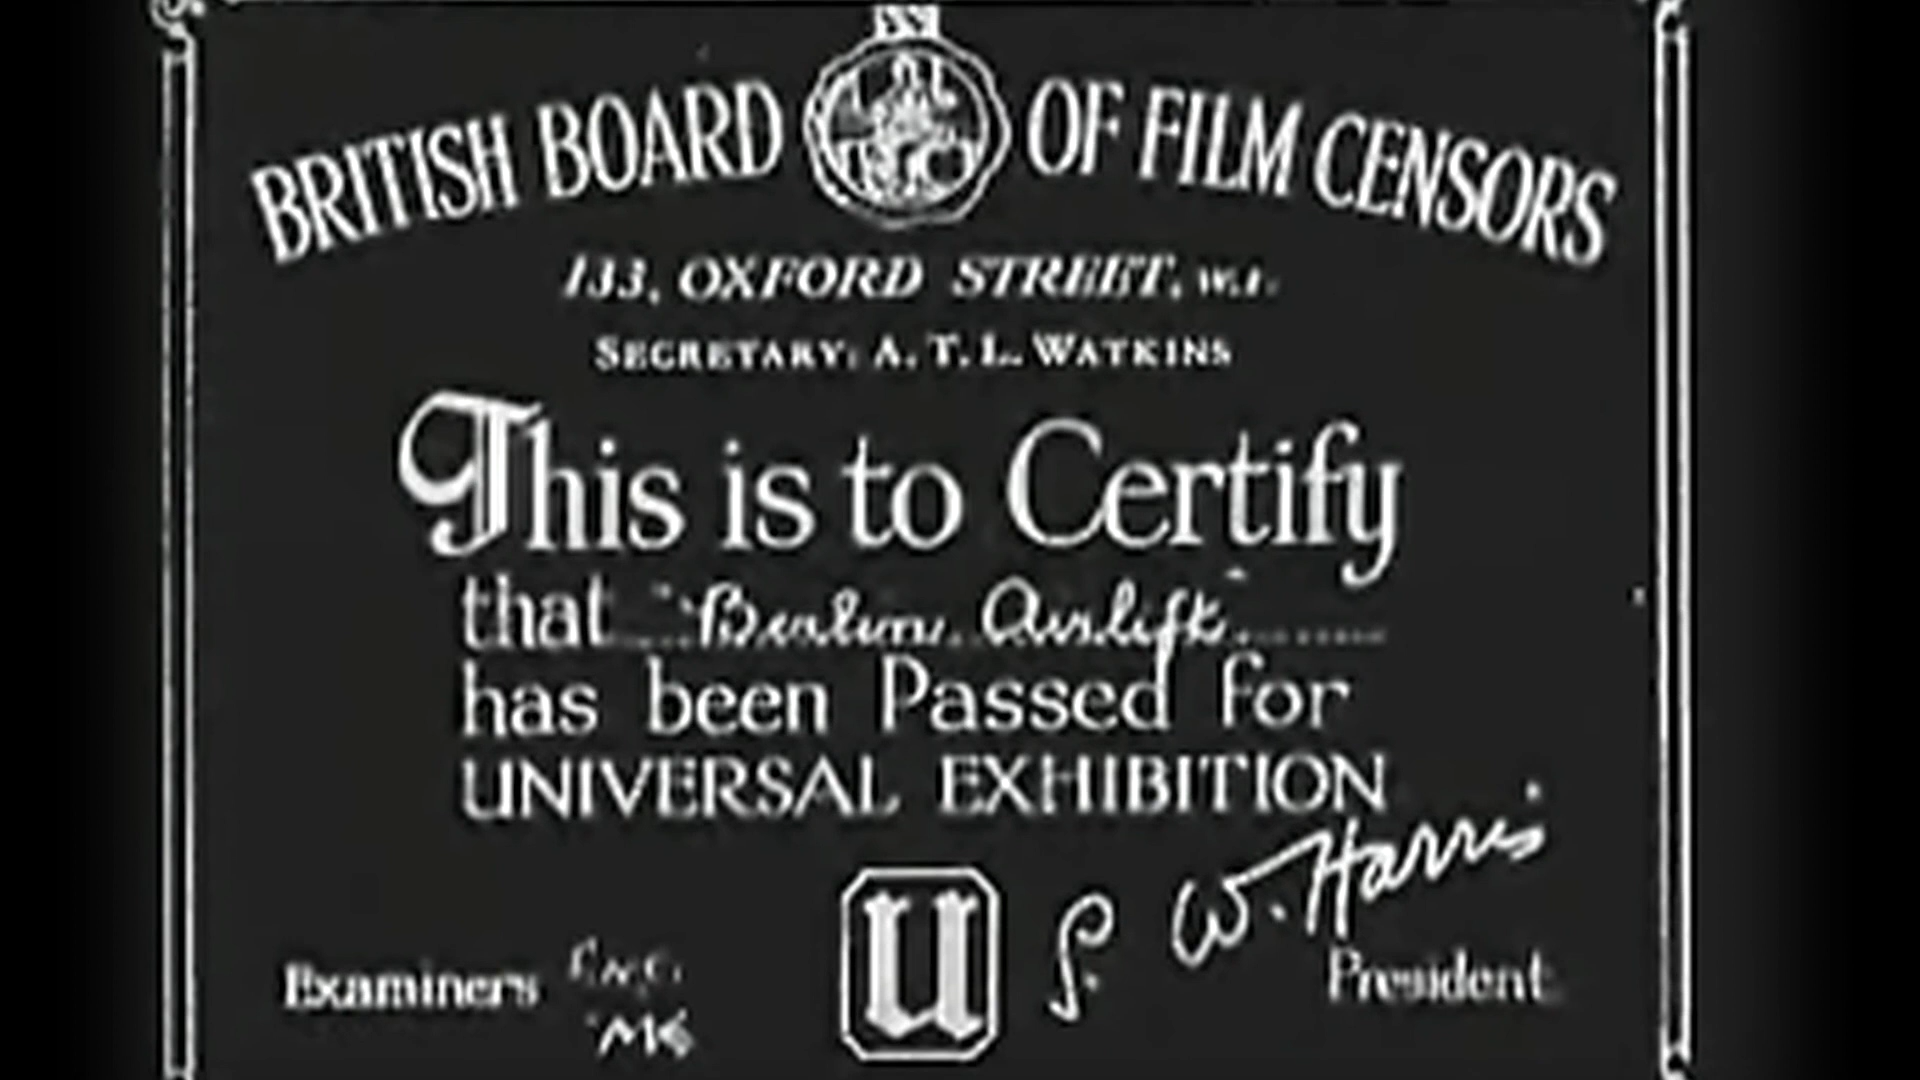 BRITISH BOARD OF FILM CENSORS
133, OXFORD STREET, W.1.
SECRETARY: A. T. L. WATKINS
This is to Certify
that "Berlin Airlift
has been Passed for
UNIVERSAL EXHIBITION
S. W. Harris
U
President
Examiners